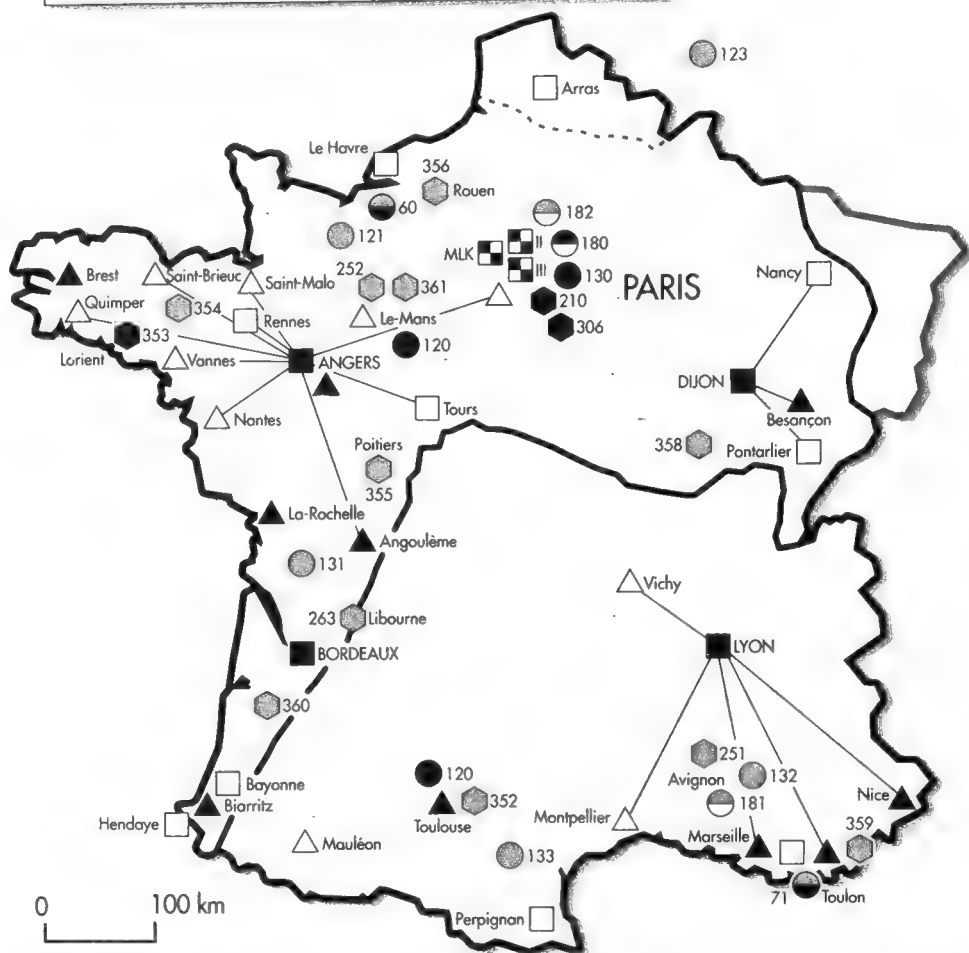 123
Arras
Le Havre
356
Rouen
60
121
182
II
180
MLK
III
130
PARIS
210
306
252
361
Le-Mans
120
Brest
Saint-Brieuc
Saint-Malo
Quimper
354
Rennes
353
Lorient
Vannes
ANGERS
Nantes
Tours
Nancy
DIJON
Besançon
358
Pontarlier
Poitiers
355
La-Rochelle
Angoulême
131
263
Libourne
BORDEAUX
Vichy
LYON
360
251
Avignon
132
181
Bayonne
Biorritz
Hendaye
120
352
Toulouse
Mauléon
133
Montpellier
Marseille
Nice
359
71
Toulon
Perpignan
0
100 km